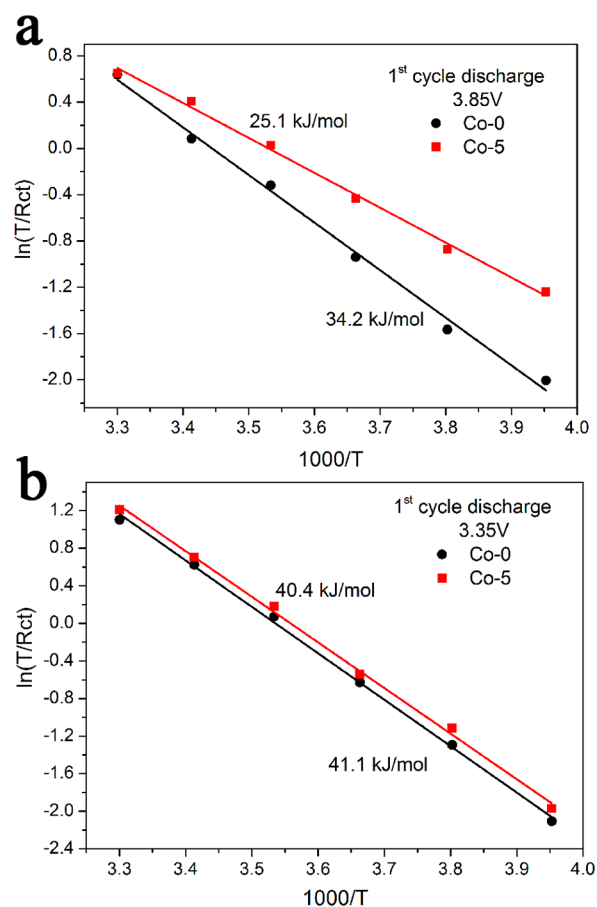 a
1st cycle discharge
3.85V
Co-0
Co-5
25.1 kJ/mol
34.2 kJ/mol
ln(T/Rct)
0.8
0.4
0.0
-0.4
-0.8
-1.2
-1.6
-2.0
3.3 3.4 3.5 3.6 3.7 3.8 3.9 4.0
1000/T
b
1st cycle discharge
3.35V
Co-0
Co-5
40.4 kJ/mol
41.1 kJ/mol
ln(T/Rct)
1.2
0.8
0.4
0.0
-0.4
-0.8
-1.2
-1.6
-2.0
-2.4
3.3 3.4 3.5 3.6 3.7 3.8 3.9 4.0
1000/T